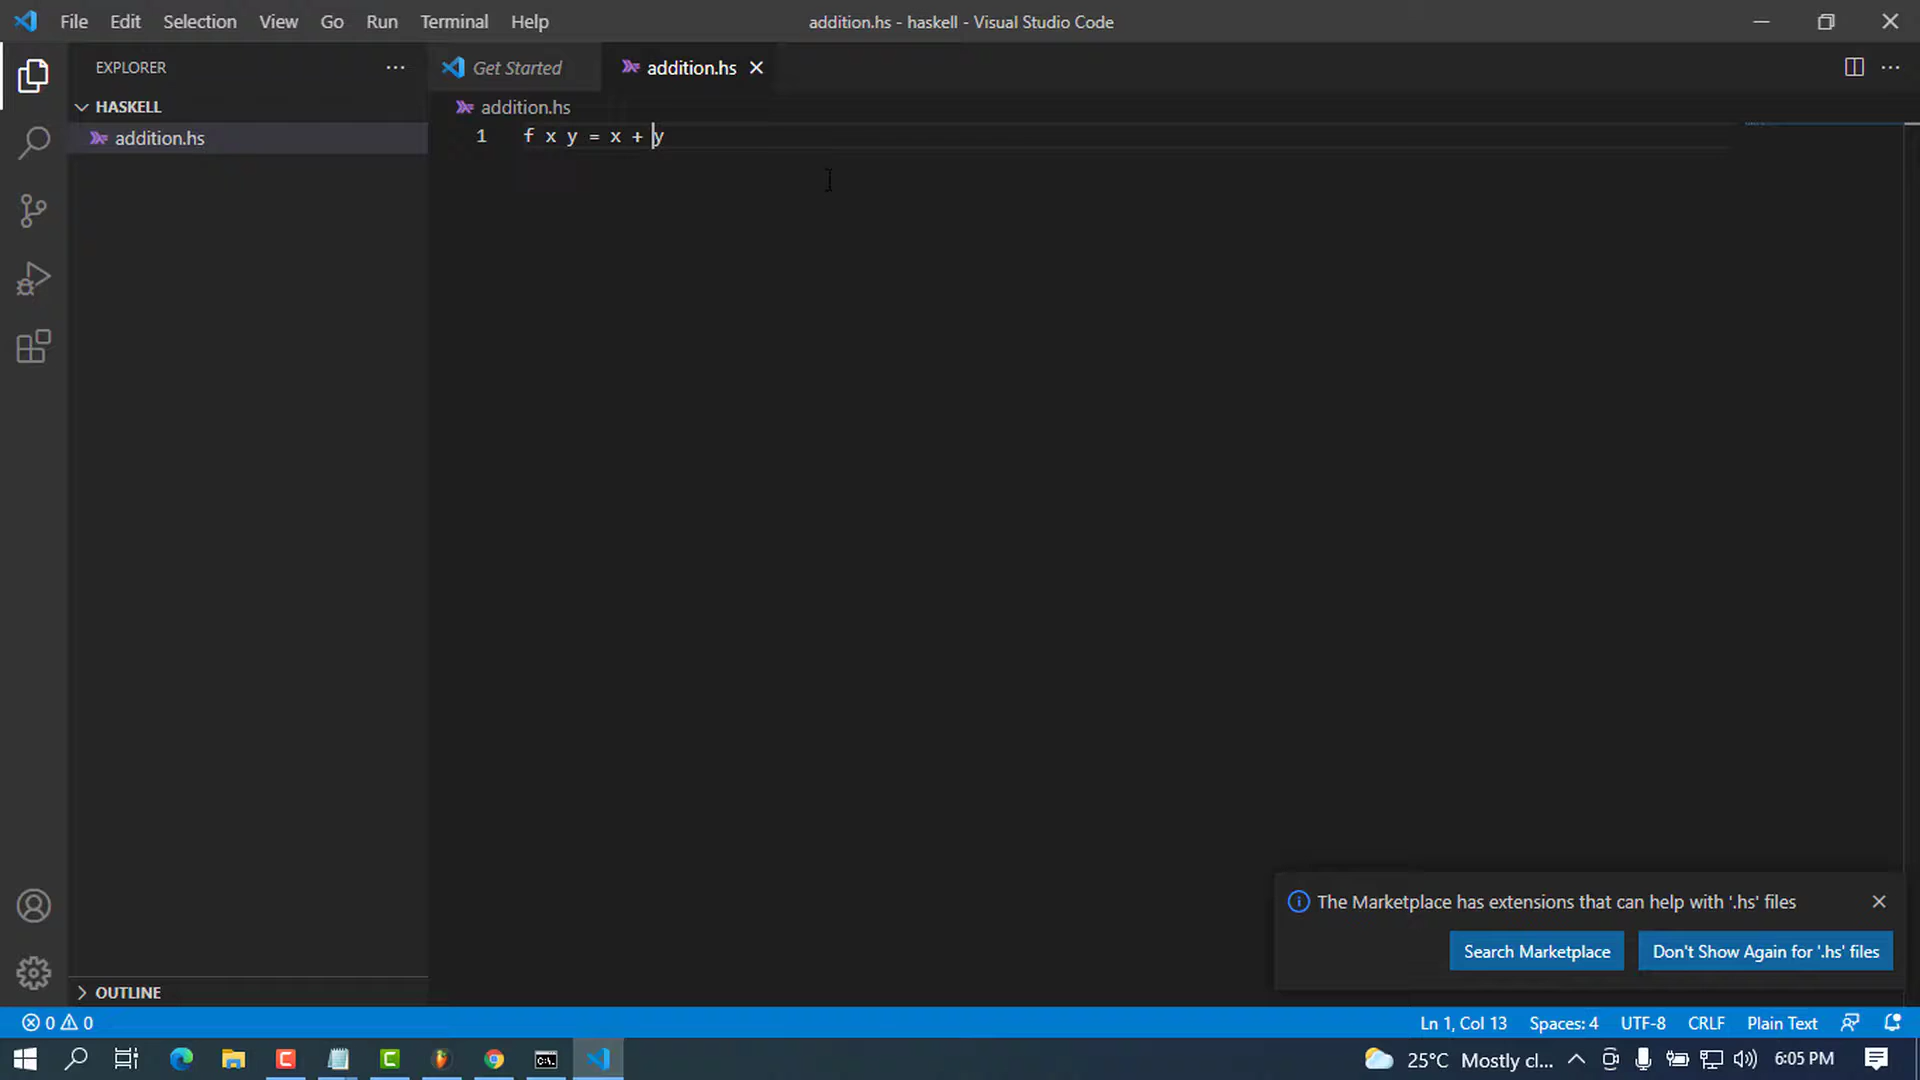 File Edit Selection View Go Run Terminal Help
addition.hs - haskell - Visual Studio Code
EXPLORER
HASKELL
addition.hs
Get Started
addition.hs
addition.hs
1 f x y = x + y
The Marketplace has extensions that can help with '.hs' files
Search Marketplace
Don't Show Again for '.hs' files
OUTLINE
0 0
Ln 1, Col 13 Spaces: 4 UTF-8 CRLF Plain Text
C:\.
25°C Mostly cl... 6:05 PM